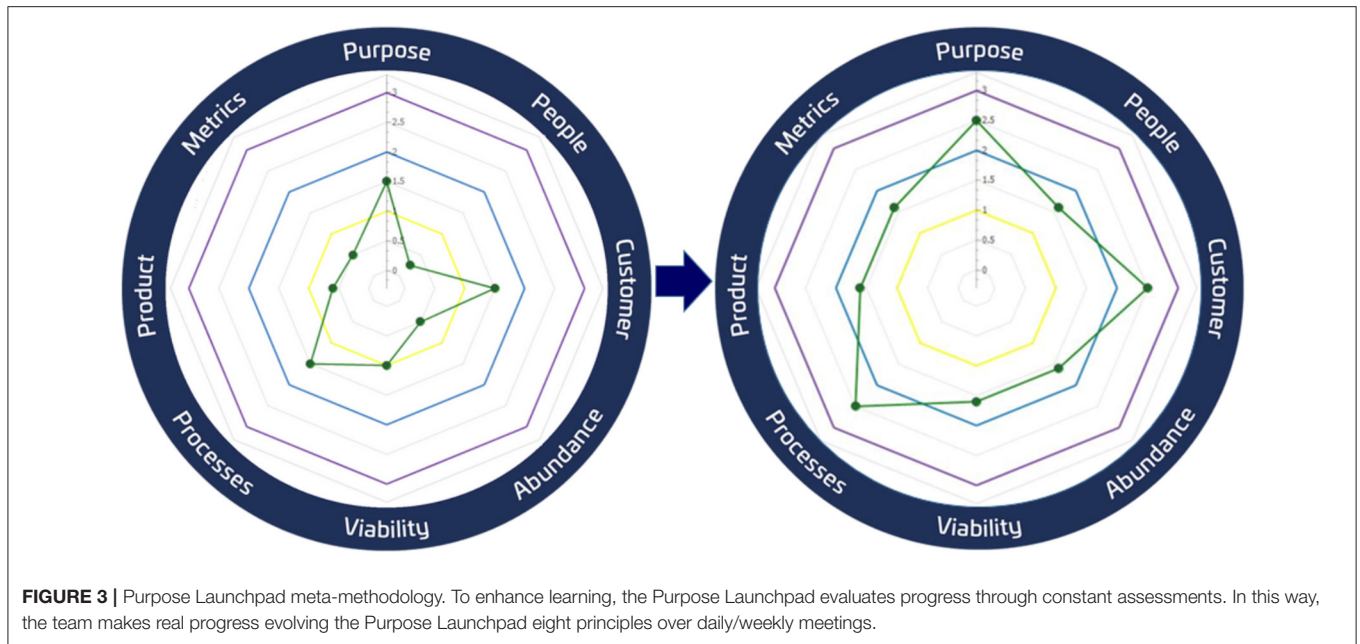 Purpose
People
Customer
Abundance
Viability
Processes
Product
Metrics
3
2.5
2
1.5
1
0.5
0
Purpose
People
Customer
Abundance
Viability
Processes
Product
Metrics
3
2.5
2
1.5
1
0.5
0
FIGURE 3 | Purpose Launchpad meta-methodology. To enhance learning, the Purpose Launchpad evaluates progress through constant assessments. In this way,
the team makes real progress evolving the Purpose Launchpad eight principles over daily/weekly meetings.